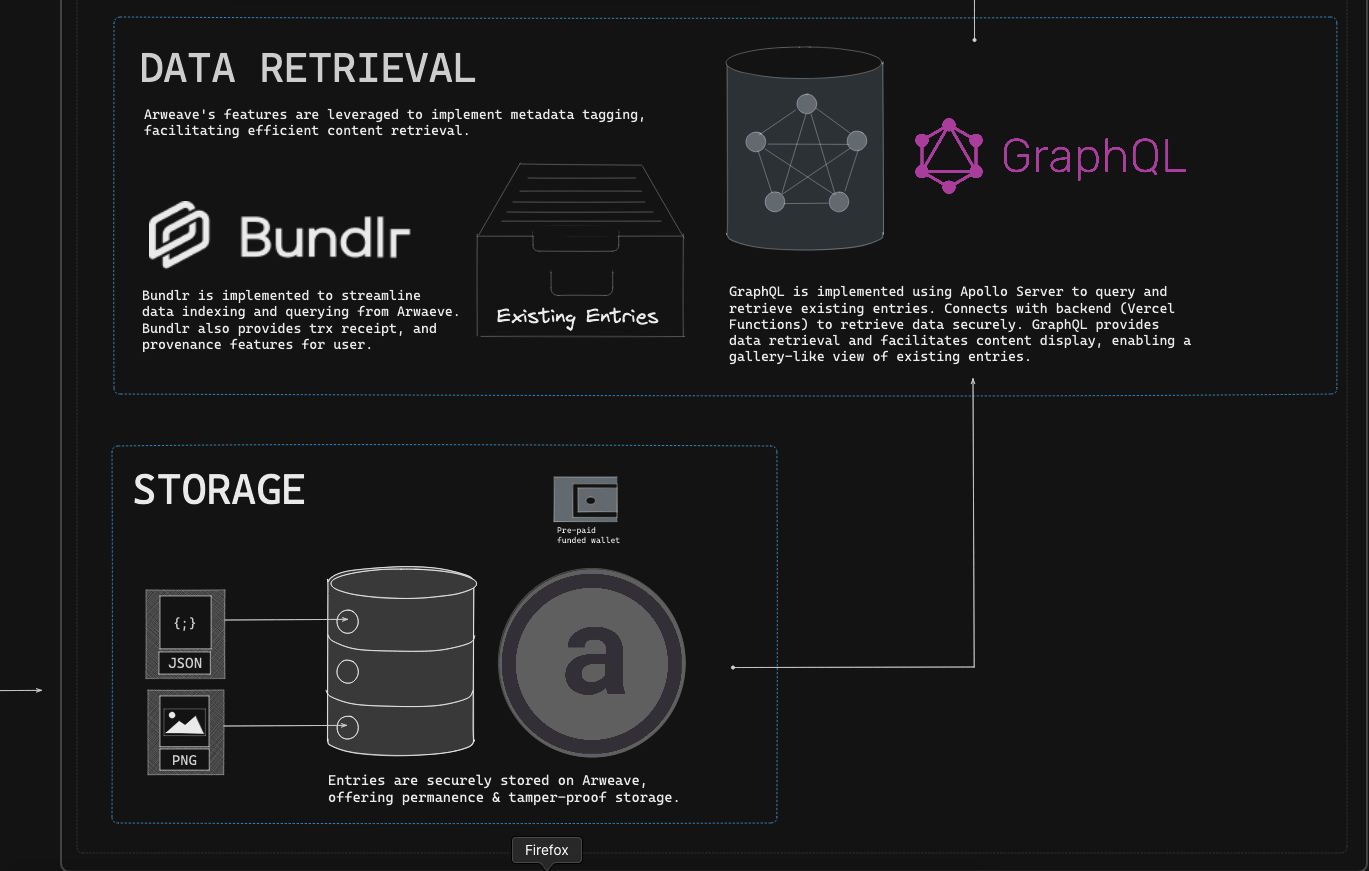 DATA RETRIEVAL
Arweave's features are leveraged to implement metadata tagging,
facilitating efficient content retrieval.
Bundlr
Bundlr is implemented to streamline
data indexing and querying from Arwaeve.
Bundlr also provides trx receipt, and
provenance features for user.
Existing Entries
GraphQL
GraphQL is implemented using Apollo Server to query and
retrieve existing entries. Connects with backend (Vercel
Functions) to retrieve data securely. GraphQL provides
data retrieval and facilitates content display, enabling a
gallery-like view of existing entries.
STORAGE
Pre-paid
funded wallet
{;}
JSON
PNG
a
Entries are securely stored on Arweave,
offering permanence & tamper-proof storage.
Firefox